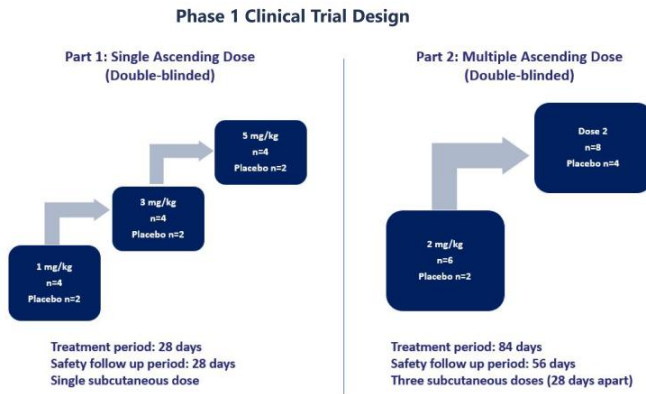 Phase 1 Clinical Trial Design
Part 1: Single Ascending Dose
(Double-blinded)
5 mg/kg
n=4
Placebo n=2
3 mg/kg
n=4
Placebo n=2
1 mg/kg
n=4
Placebo n=2
Treatment period: 28 days
Safety follow up period: 28 days
Single subcutaneous dose
Part 2: Multiple Ascending Dose
(Double-blinded)
Dose 2
n=8
Placebo n=4
2 mg/kg
n=6
Placebo n=2
Treatment period: 84 days
Safety follow up period: 56 days
Three subcutaneous doses (28 days apart)